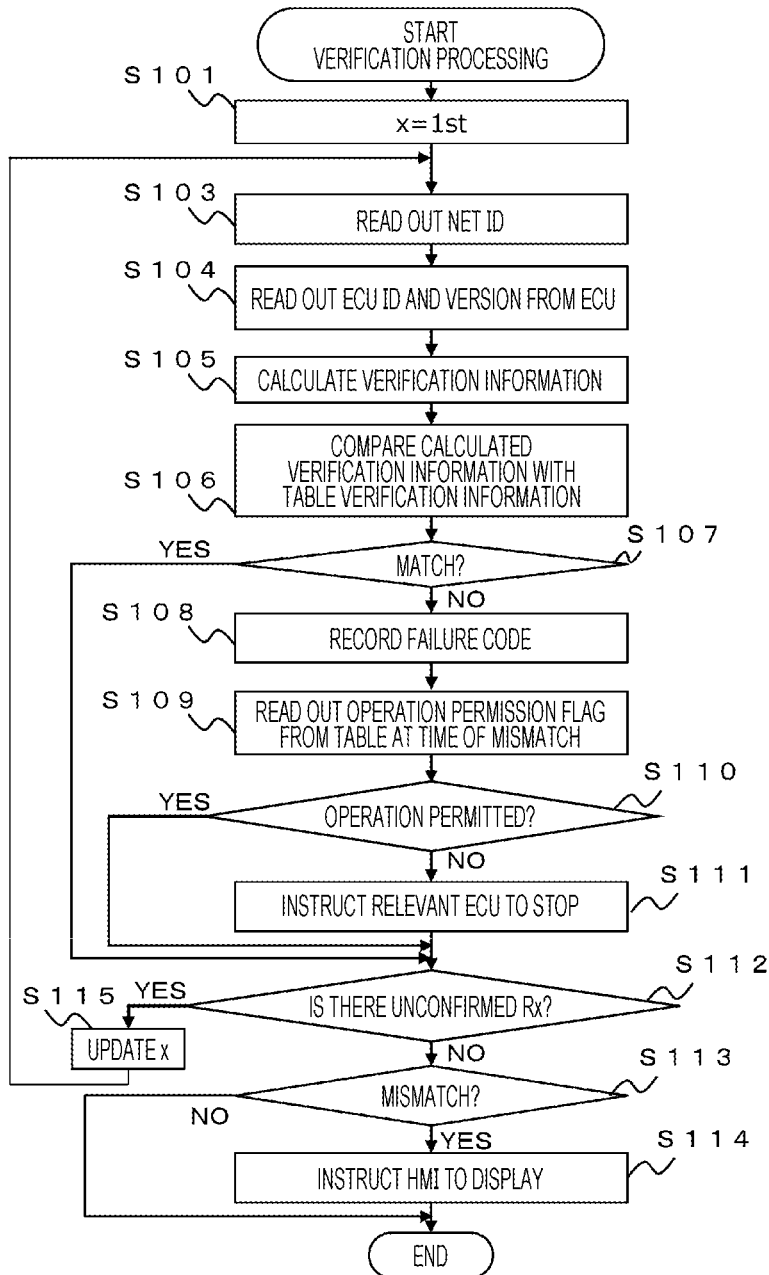 START
VERIFICATION PROCESSING
S101
x=1st
S103
READ OUT NET ID
S104
READ OUT ECU ID AND VERSION FROM ECU
S105
CALCULATE VERIFICATION INFORMATION
COMPARE CALCULATED
VERIFICATION INFORMATION WITH
TABLE VERIFICATION INFORMATION
S106
S107
YES
MATCH?
NO
S108
RECORD FAILURE CODE
S109
READ OUT OPERATION PERMISSION FLAG
FROM TABLE AT TIME OF MISMATCH
S110
YES
OPERATION PERMITTED?
NO
S111
INSTRUCT RELEVANT ECU TO STOP
S112
S115
YES
IS THERE UNCONFIRMED Rx?
UPDATE x
NO
S113
MISMATCH?
NO
YES
S114
INSTRUCT HMI TO DISPLAY
END